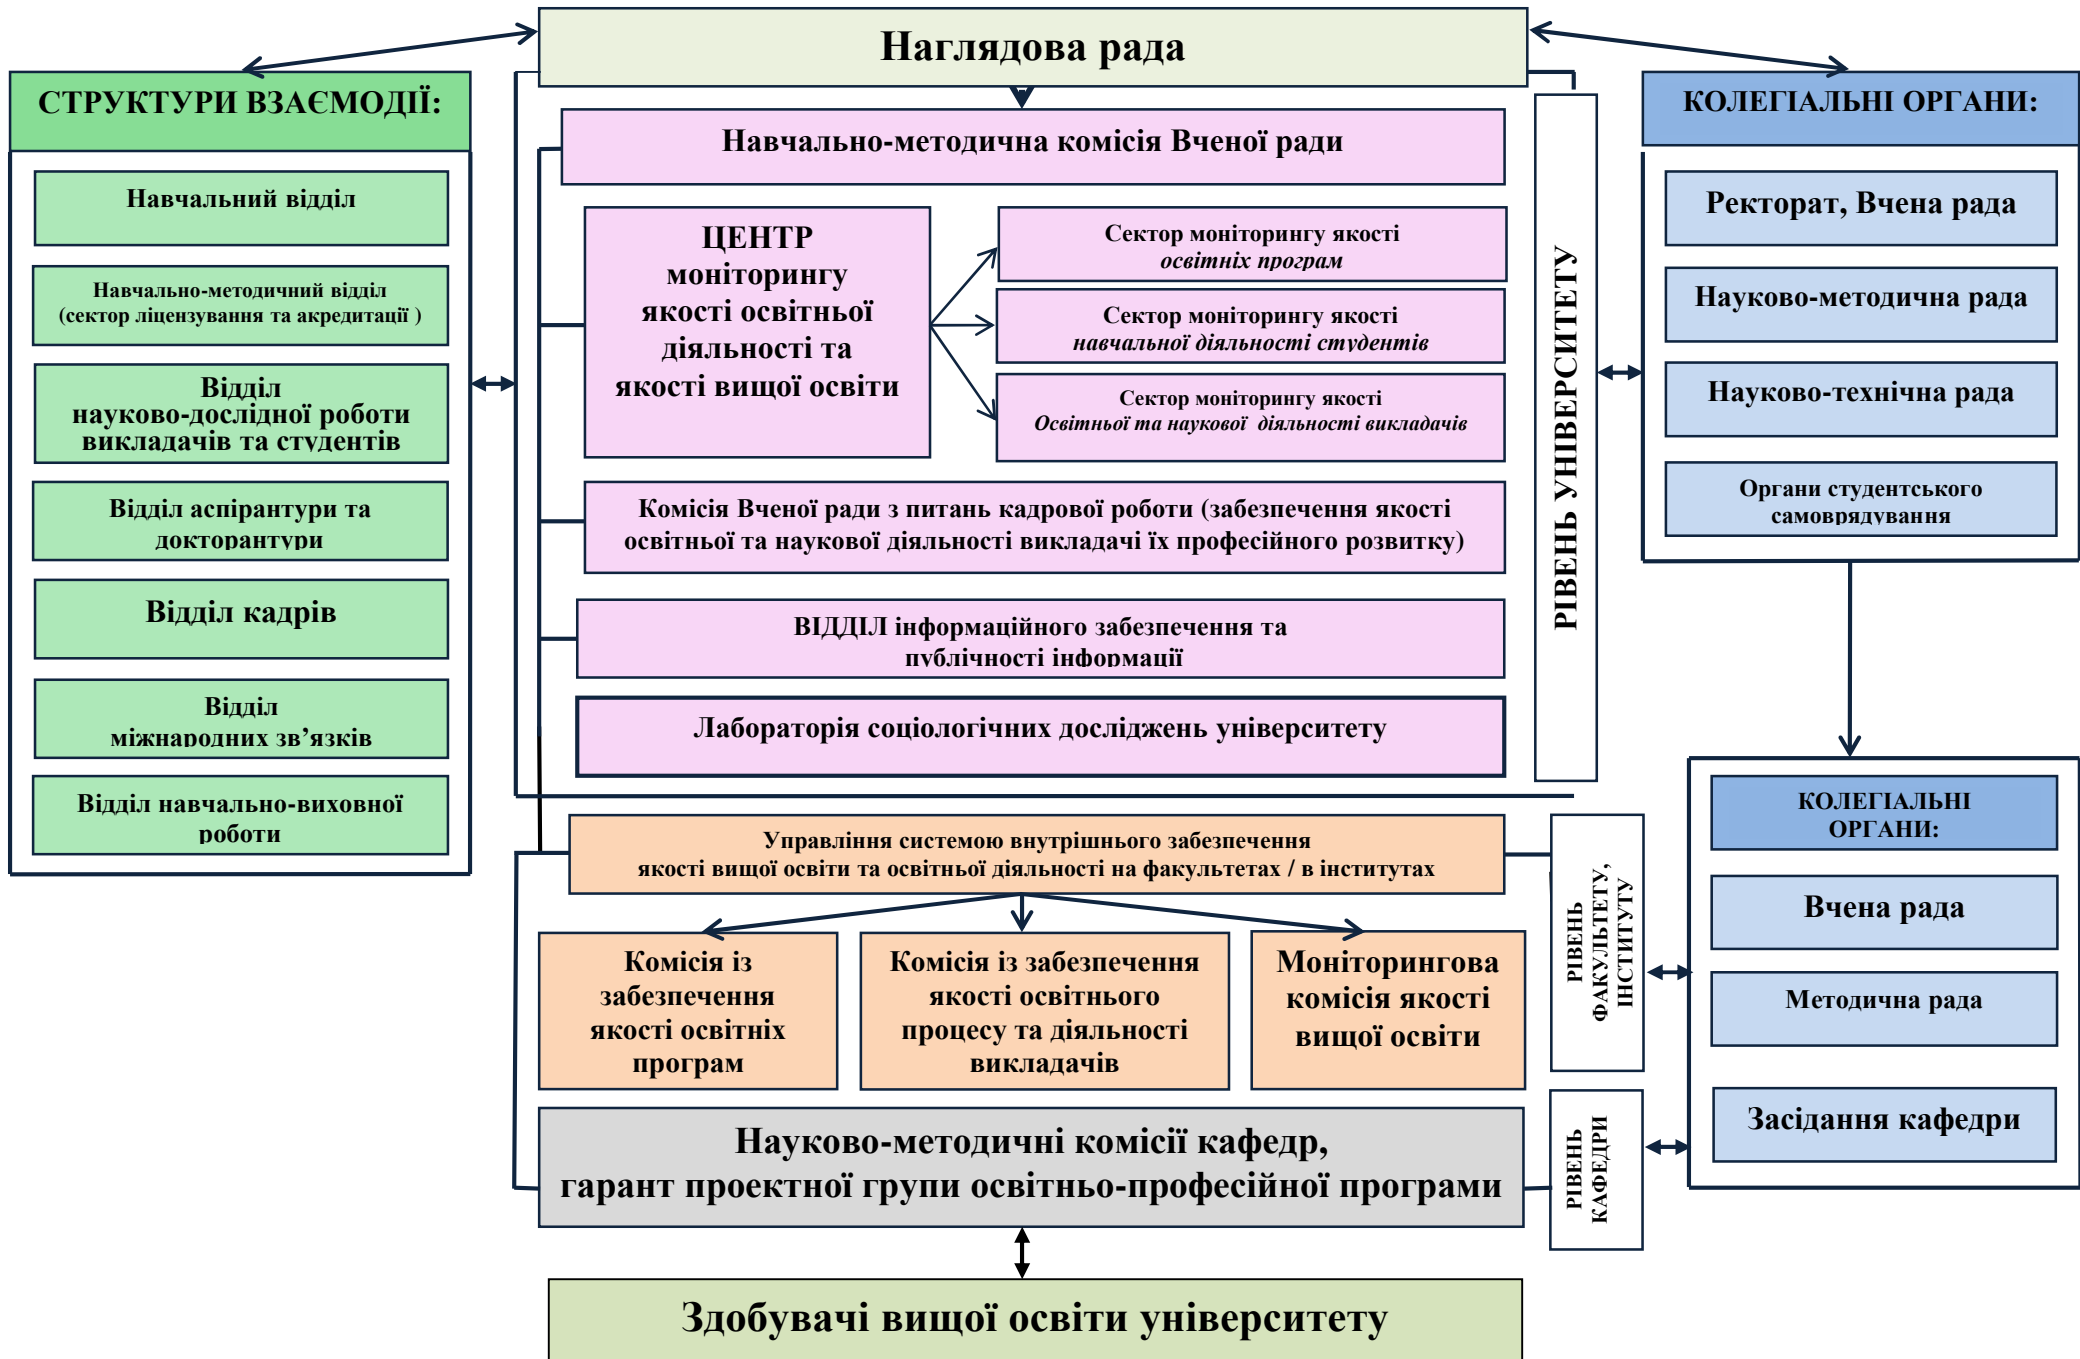 Наглядова рада
СТРУКТУРИ ВЗАЄМОДІЇ:
Навчальний відділ
Навчально-методичний відділ
(сектор ліцензування та акредитації )
Відділ
науково-дослідної роботи
викладачів та студентів
Відділ аспірантури та
докторантури
Відділ кадрів
Відділ
міжнародних зв’язків
Відділ навчально-виховної
роботи
Навчально-методична комісія Вченої ради
ЦЕНТР
моніторингу
якості освітньої
діяльності та
якості вищої освіти
Сектор моніторингу якості
освітніх програм
Сектор моніторингу якості
навчальної діяльності студентів
Сектор моніторингу якості
Освітньої та наукової діяльності викладачів
Комісія Вченої ради з питань кадрової роботи (забезпечення якості
освітньої та наукової діяльності викладачі їх професійного розвитку)
ВІДДІЛ інформаційного забезпечення та
публічності інформації
Лабораторія соціологічних досліджень університету
РІВЕНЬ УНІВЕРСИТЕТУ
КОЛЕГІАЛЬНІ ОРГАНИ:
Ректорат, Вчена рада
Науково-методична рада
Науково-технічна рада
Органи студентського
самоврядування
Управління системою внутрішнього забезпечення
якості вищої освіти та освітньої діяльності на факультетах / в інститутах
Комісія із
забезпечення
якості освітніх
програм
Комісія із забезпечення
якості освітнього
процесу та діяльності
викладачів
Моніторингова
комісія якості
вищої освіти
РІВЕНЬ
ФАКУЛЬТЕТУ,
ІНСТИТУТУ
КОЛЕГІАЛЬНІ
ОРГАНИ:
Вчена рада
Методична рада
Засідання кафедри
Науково-методичні комісії кафедр,
гарант проектної групи освітньо-професійної програми
РІВЕНЬ
КАФЕДРИ
Здобувачі вищої освіти університету